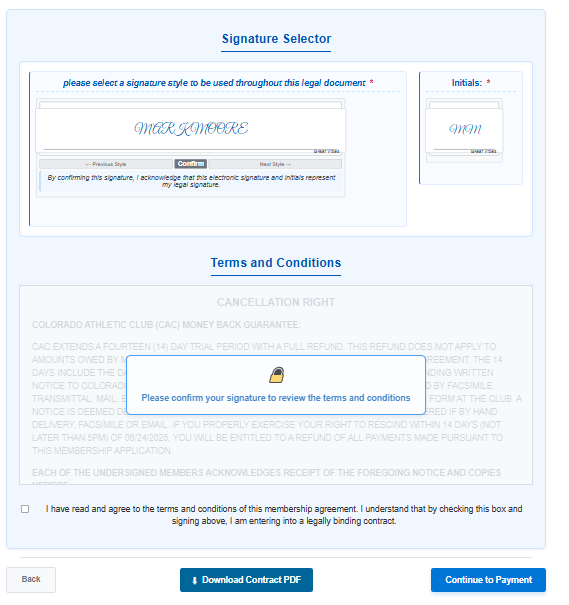 Signature Selector
please select a signature style to be used throughout this legal document *
Initials: *
MARKMOORE
MM
Great Vibes
Great Vibes
← Previous Style
Confirm
Next Style →
By confirming this signature, I acknowledge that this electronic signature and initials represent
my legal signature.
Terms and Conditions
CANCELLATION RIGHT
COLORADO ATHLETIC CLUB (CAC) MONEY BACK GUARANTEE:
CAC EXTENDS A FOURTEEN (14) DAY TRIAL PERIOD WITH A FULL REFUND. THIS REFUND DOES NOT APPLY TO
AMOUNTS OWED BY REEMENT. THE 14
DAYS INCLUDE THE NDING WRITTEN
NOTICE TO COLORAD D BY FACSIMILE
TRANSMITTAL, MAIL, FORM AT THE CLUB. A
NOTICE IS DEEMED DE ERED IF BY HAND
Please confirm your signature to review the terms and conditions
DELIVERY, FACSIMILE OR EMAIL. IF YOU PROPERLY EXERCISE YOUR RIGHT TO RESCIND WITHIN 14 DAYS (NOT
LATER THAN 5PM) OF 06/24/2025, YOU WILL BE ENTITLED TO A REFUND OF ALL PAYMENTS MADE PURSUANT TO
THIS MEMBERSHIP APPLICATION.
EACH OF THE UNDERSIGNED MEMBERS ACKNOWLEDGES RECEIPT OF THE FOREGOING NOTICE AND COPIES
I have read and agree to the terms and conditions of this membership agreement. I understand that by checking this box and
signing above, I am entering into a legally binding contract.
Back
Download Contract PDF
Continue to Payment